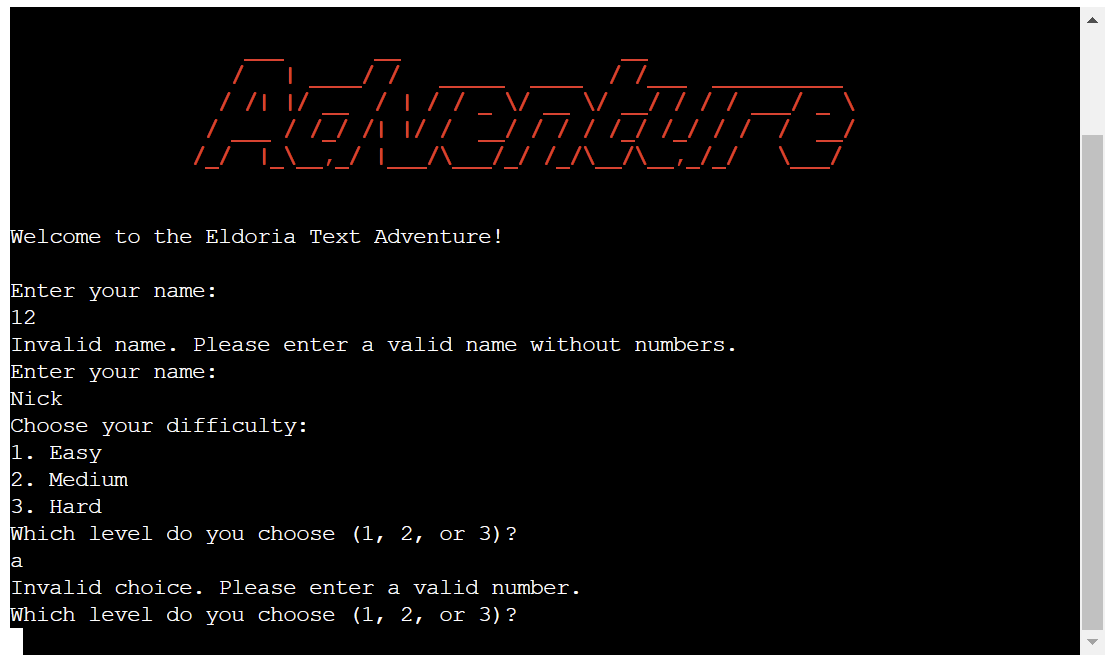 Adventure
Welcome to the Eldoria Text Adventure!
Enter your name:
12
Invalid name. Please enter a valid name without numbers.
Enter your name:
Nick
Choose your difficulty:
1. Easy
2. Medium
3. Hard
Which level do you choose (1, 2, or 3)?
a
Invalid choice. Please enter a valid number.
Which level do you choose (1, 2, or 3)?